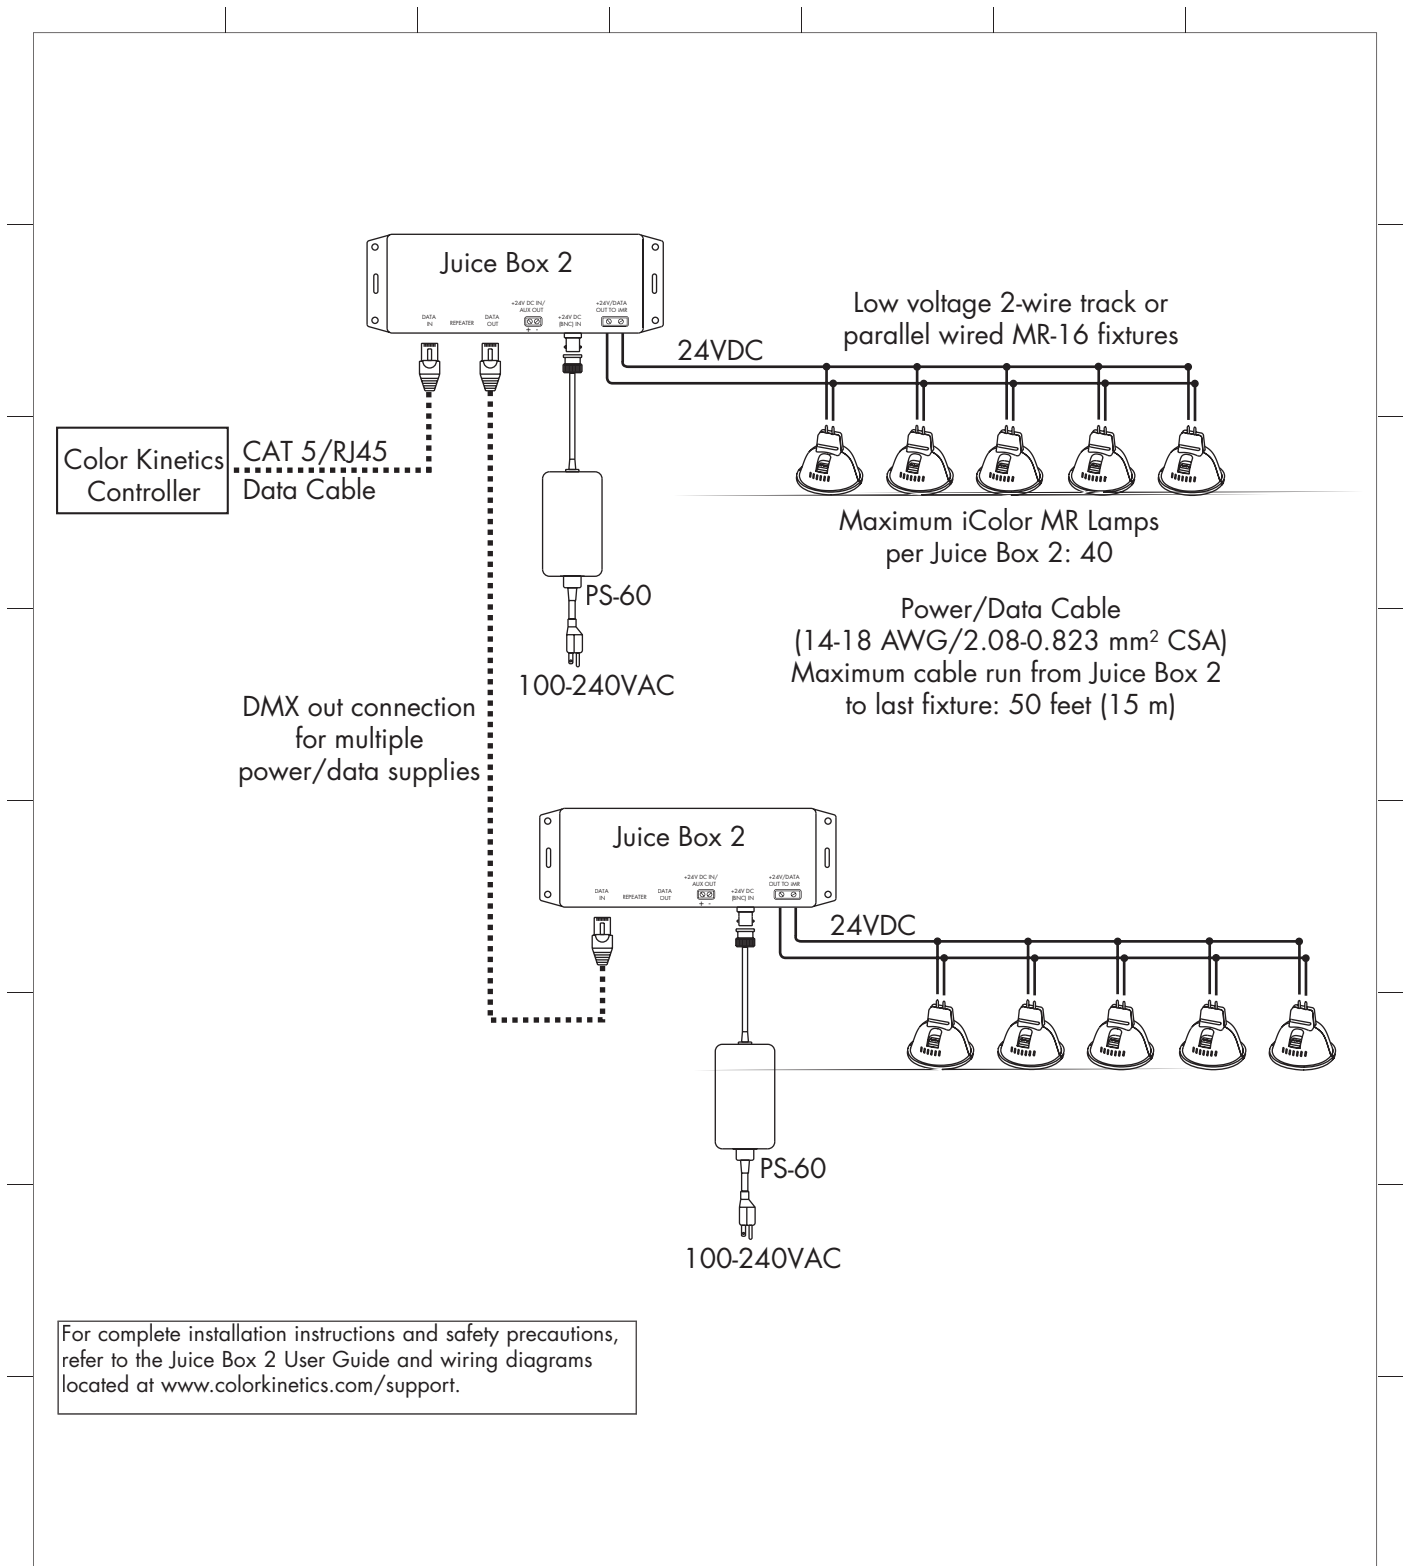 Juice Box 2
+24V DC IN/
AUX OUT
+24V/DATA
OUT TO iMR
DATA
IN
REPEATER
DATA
OUT
+24V DC
(BNC) IN
+ -
Low voltage 2-wire track or
parallel wired MR-16 fixtures
24VDC
Color Kinetics
Controller
CAT 5/RJ45
Data Cable
Maximum iColor MR Lamps
per Juice Box 2: 40
PS-60
100-240VAC
Power/Data Cable
(14-18 AWG/2.08-0.823 mm² CSA)
Maximum cable run from Juice Box 2
to last fixture: 50 feet (15 m)
DMX out connection
for multiple
power/data supplies
Juice Box 2
+24V DC IN/
AUX OUT
+24V/DATA
OUT TO iMR
DATA
IN
REPEATER
DATA
OUT
+24V DC
(BNC) IN
+ -
24VDC
PS-60
100-240VAC
For complete installation instructions and safety precautions,
refer to the Juice Box 2 User Guide and wiring diagrams
located at www.colorkinetics.com/support.